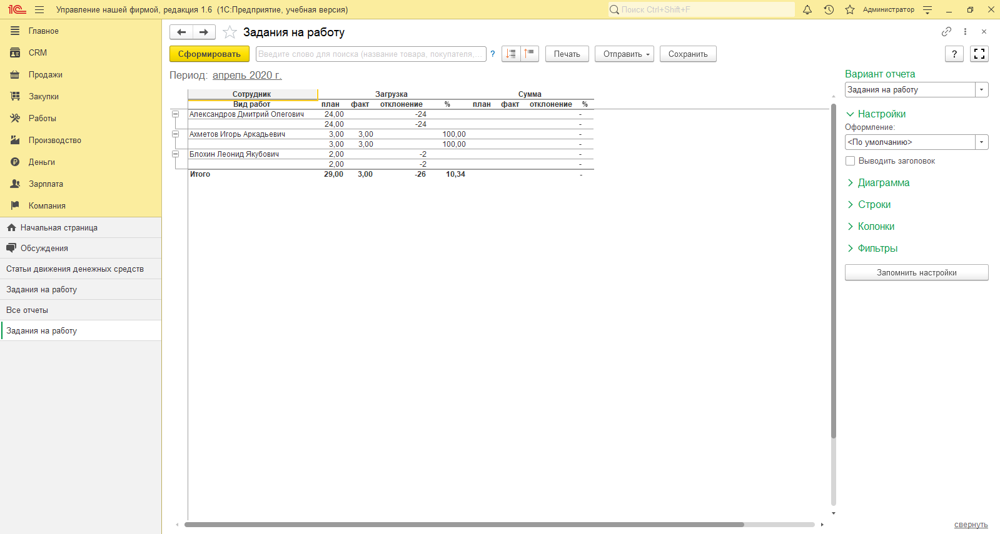 1С Управление нашей фирмой, редакция 1.6 (1С:Предприятие, учебная версия) Поиск Ctrl+Shift+F Администратор
Главное
CRM
Продажи
Закупки
Работы
Производство
Деньги
Зарплата
Компания
Начальная страница
Обсуждения
Статьи движения денежных средств
Задания на работу
Все отчеты
Задания на работу
Задания на работу
Сформировать Введите слово для поиска (название товара, покупателя,... ? Печать Отправить Сохранить ?
Период: апрель 2020 г.
Сотрудник Загрузка Сумма
Вид работ план факт отклонение % план факт отклонение %
Александров Дмитрий Олегович 24,00 -24 -
24,00 -24 -
Ахметов Игорь Аркадьевич 3,00 3,00 100,00 -
3,00 3,00 100,00 -
Блохин Леонид Якубович 2,00 -2 -
2,00 -2 -
Итого 29,00 3,00 -26 10,34 -
Вариант отчета
Задания на работу
Настройки
Оформление:
<По умолчанию>
Выводить заголовок
Диаграмма
Строки
Колонки
Фильтры
Запомнить настройки
свернуть